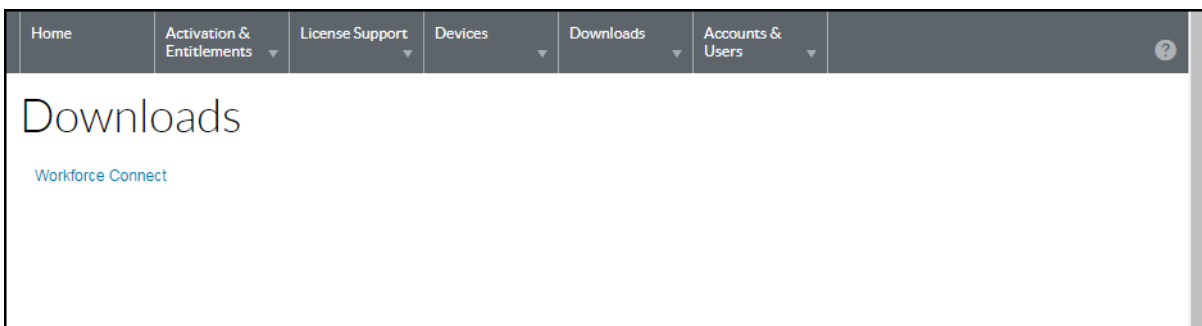 Home
Activation &
Entitlements
License Support
Devices
Downloads
Accounts &
Users
?
Downloads
Workforce Connect